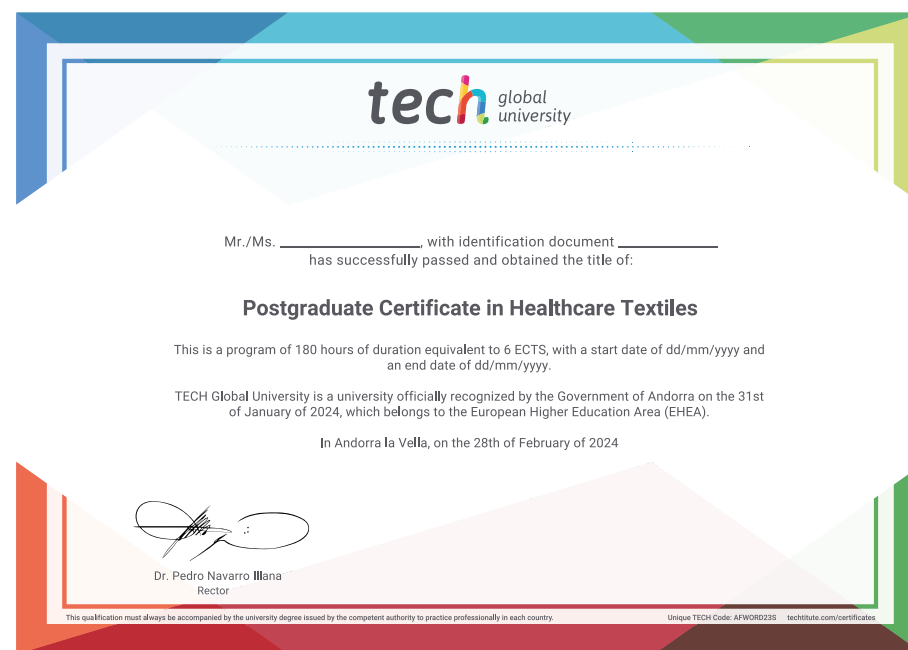 tech global
university
Mr./Ms. ____________________, with identification document ______________
has successfully passed and obtained the title of:
Postgraduate Certificate in Healthcare Textiles
This is a program of 180 hours of duration equivalent to 6 ECTS, with a start date of dd/mm/yyyy and
an end date of dd/mm/yyyy.
TECH Global University is a university officially recognized by the Government of Andorra on the 31st
of January of 2024, which belongs to the European Higher Education Area (EHEA).
In Andorra la Vella, on the 28th of February of 2024
Dr. Pedro Navarro Illana
Rector
This qualification must always be accompanied by the university degree issued by the competent authority to practice professionally in each country. Unique TECH Code: AFWORD23S techtitute.com/certificates